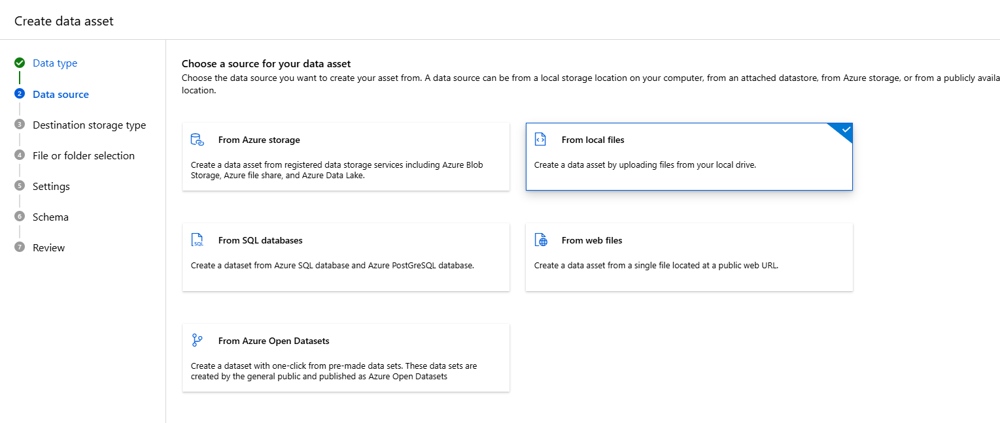 Create data asset
Data type
2
Data source
3
Destination storage type
4
File or folder selection
5
Settings
6
Schema
7
Review
Choose a source for your data asset
Choose the data source you want to create your asset from. A data source can be from a local storage location on your computer, from an attached datastore, from Azure storage, or from a publicly availa
location.
From Azure storage
Create a data asset from registered data storage services including Azure Blob
Storage, Azure file share, and Azure Data Lake.
From local files
Create a data asset by uploading files from your local drive.
SQL
From SQL databases
Create a dataset from Azure SQL database and Azure PostGreSQL database.
From web files
Create a data asset from a single file located at a public web URL.
From Azure Open Datasets
Create a dataset with one-click from pre-made data sets. These data sets are
created by the general public and published as Azure Open Datasets